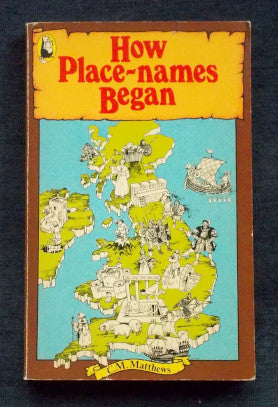 How
Place-names
Began
C.M. Matthews